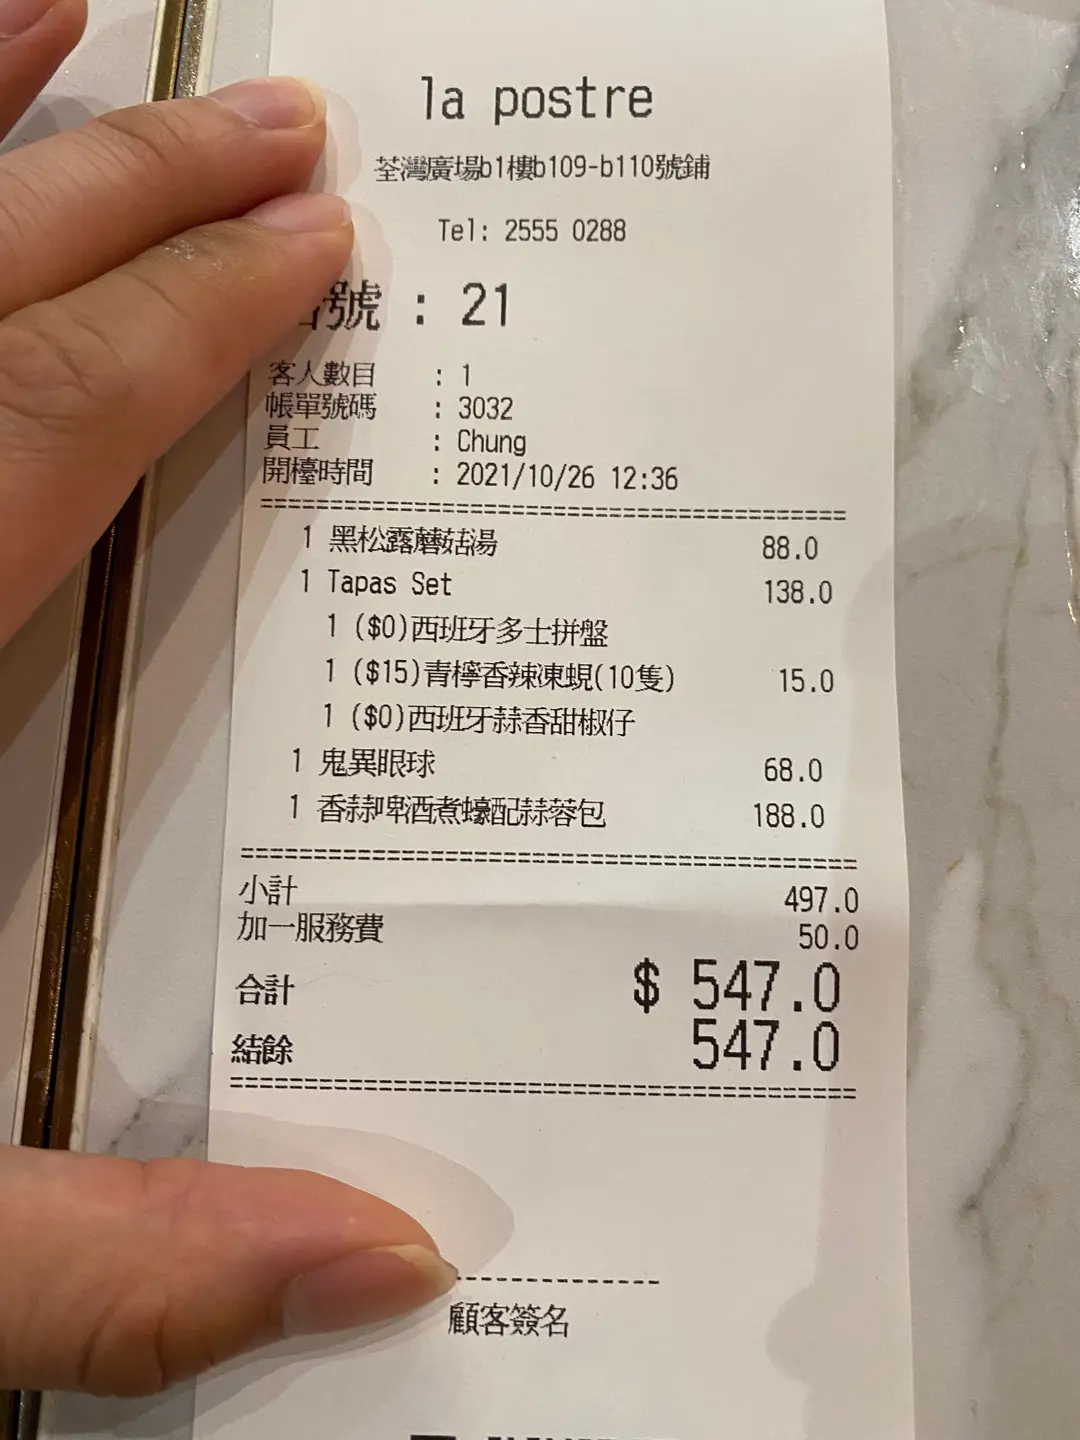 la postre
荃灣廣場b1樓b109-b110號鋪
Tel: 2555 0288
號 : 21
客人數目 : 1
帳單號碼 : 3032
員工 : Chung
開檯時間 : 2021/10/26 12:36
1 黑松露蘑菇湯 88.0
1 Tapas Set 138.0
1 ($0)西班牙多士拼盤
1 ($15)青檸香辣凍蜆(10隻) 15.0
1 ($0)西班牙蒜香甜椒仔
1 鬼異眼球 68.0
1 香蒜啤酒煮蠔配蒜蓉包 188.0
小計 497.0
加一服務費 50.0
合計 $ 547.0
結餘 547.0
顧客簽名